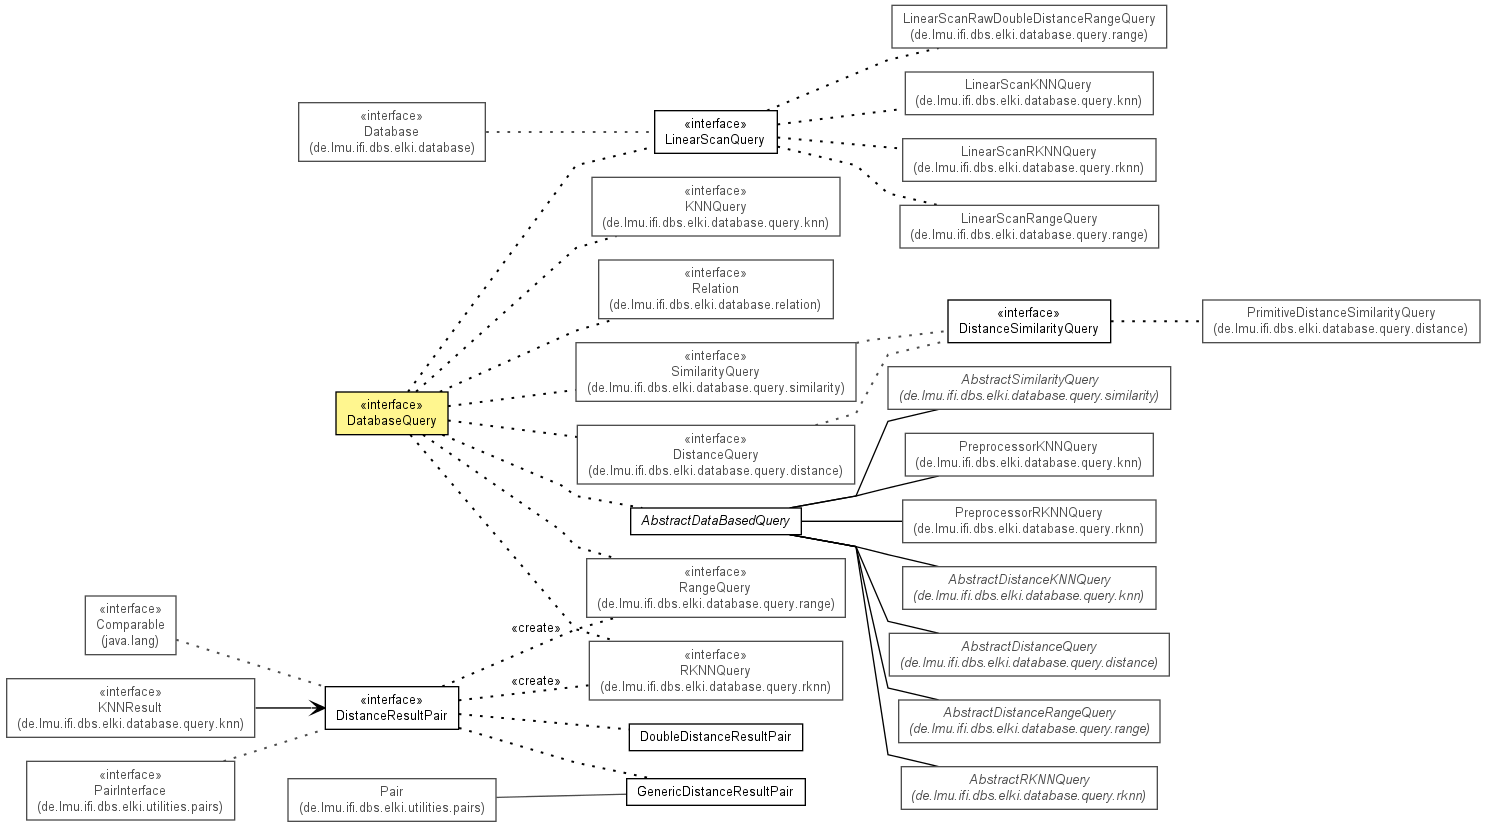 LinearScanRawDoubleDistanceRangeQuery
(de.lmu.ifi.dbs.elki.database.query.range)
LinearScanKNNQuery
(de.lmu.ifi.dbs.elki.database.query.knn)
«interface»
Database
(de.lmu.ifi.dbs.elki.database)
«interface»
LinearScanQuery
LinearScanRKNNQuery
(de.lmu.ifi.dbs.elki.database.query.rknn)
«interface»
KNNQuery
(de.lmu.ifi.dbs.elki.database.query.knn)
LinearScanRangeQuery
(de.lmu.ifi.dbs.elki.database.query.range)
«interface»
Relation
(de.lmu.ifi.dbs.elki.database.relation)
«interface»
DistanceSimilarityQuery
PrimitiveDistanceSimilarityQuery
(de.lmu.ifi.dbs.elki.database.query.distance)
«interface»
SimilarityQuery
(de.lmu.ifi.dbs.elki.database.query.similarity)
AbstractSimilarityQuery
(de.lmu.ifi.dbs.elki.database.query.similarity)
«interface»
DatabaseQuery
«interface»
DistanceQuery
(de.lmu.ifi.dbs.elki.database.query.distance)
PreprocessorKNNQuery
(de.lmu.ifi.dbs.elki.database.query.knn)
AbstractDataBasedQuery
PreprocessorRKNNQuery
(de.lmu.ifi.dbs.elki.database.query.rknn)
«interface»
RangeQuery
(de.lmu.ifi.dbs.elki.database.query.range)
AbstractDistanceKNNQuery
(de.lmu.ifi.dbs.elki.database.query.knn)
«interface»
Comparable
(java.lang)
«create»
AbstractDistanceQuery
(de.lmu.ifi.dbs.elki.database.query.distance)
«interface»
RKNNQuery
(de.lmu.ifi.dbs.elki.database.query.rknn)
«create»
«interface»
KNNResult
(de.lmu.ifi.dbs.elki.database.query.knn)
«interface»
DistanceResultPair
AbstractDistanceRangeQuery
(de.lmu.ifi.dbs.elki.database.query.range)
DoubleDistanceResultPair
«interface»
PairInterface
(de.lmu.ifi.dbs.elki.utilities.pairs)
Pair
(de.lmu.ifi.dbs.elki.utilities.pairs)
GenericDistanceResultPair
AbstractRKNNQuery
(de.lmu.ifi.dbs.elki.database.query.rknn)